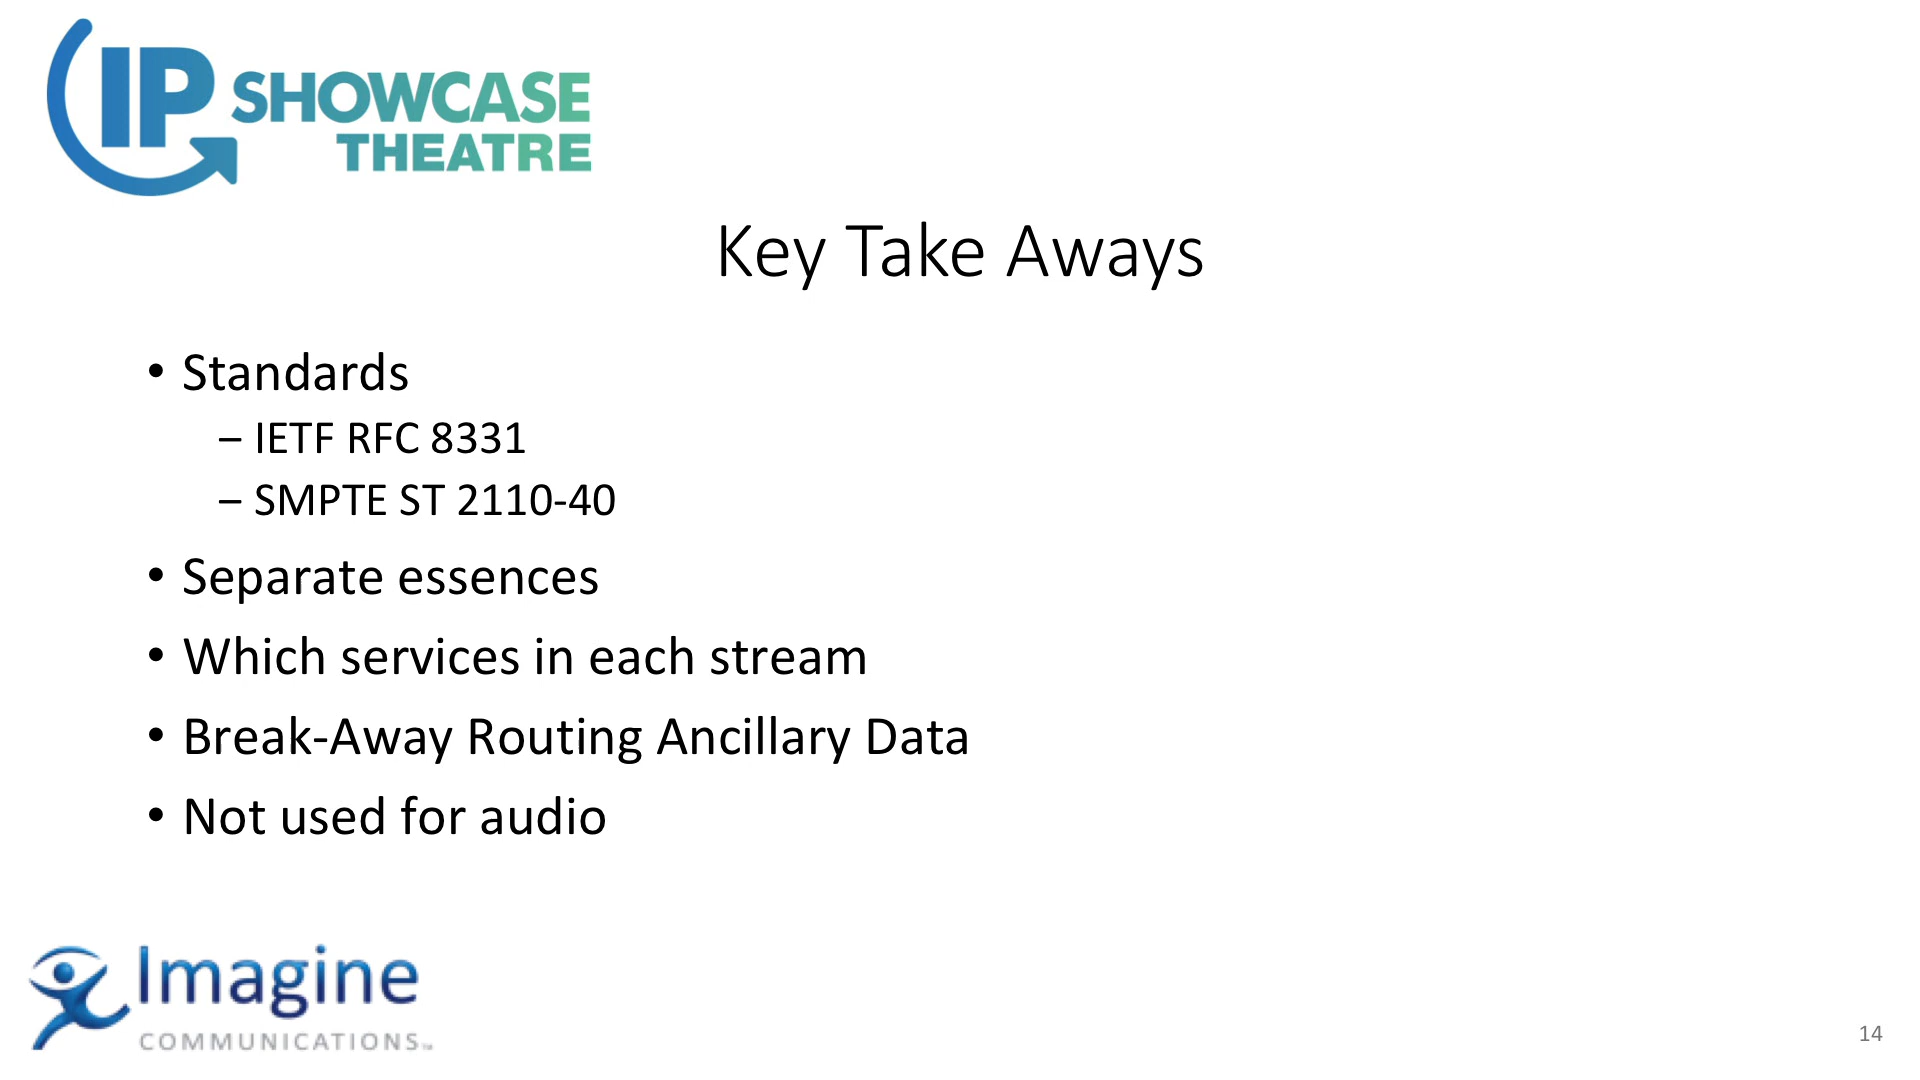 IP SHOWCASE
THEATRE
Key Take Aways
• Standards
– IETF RFC 8331
– SMPTE ST 2110-40
• Separate essences
• Which services in each stream
• Break-Away Routing Ancillary Data
• Not used for audio
Imagine
COMMUNICATIONS™
14